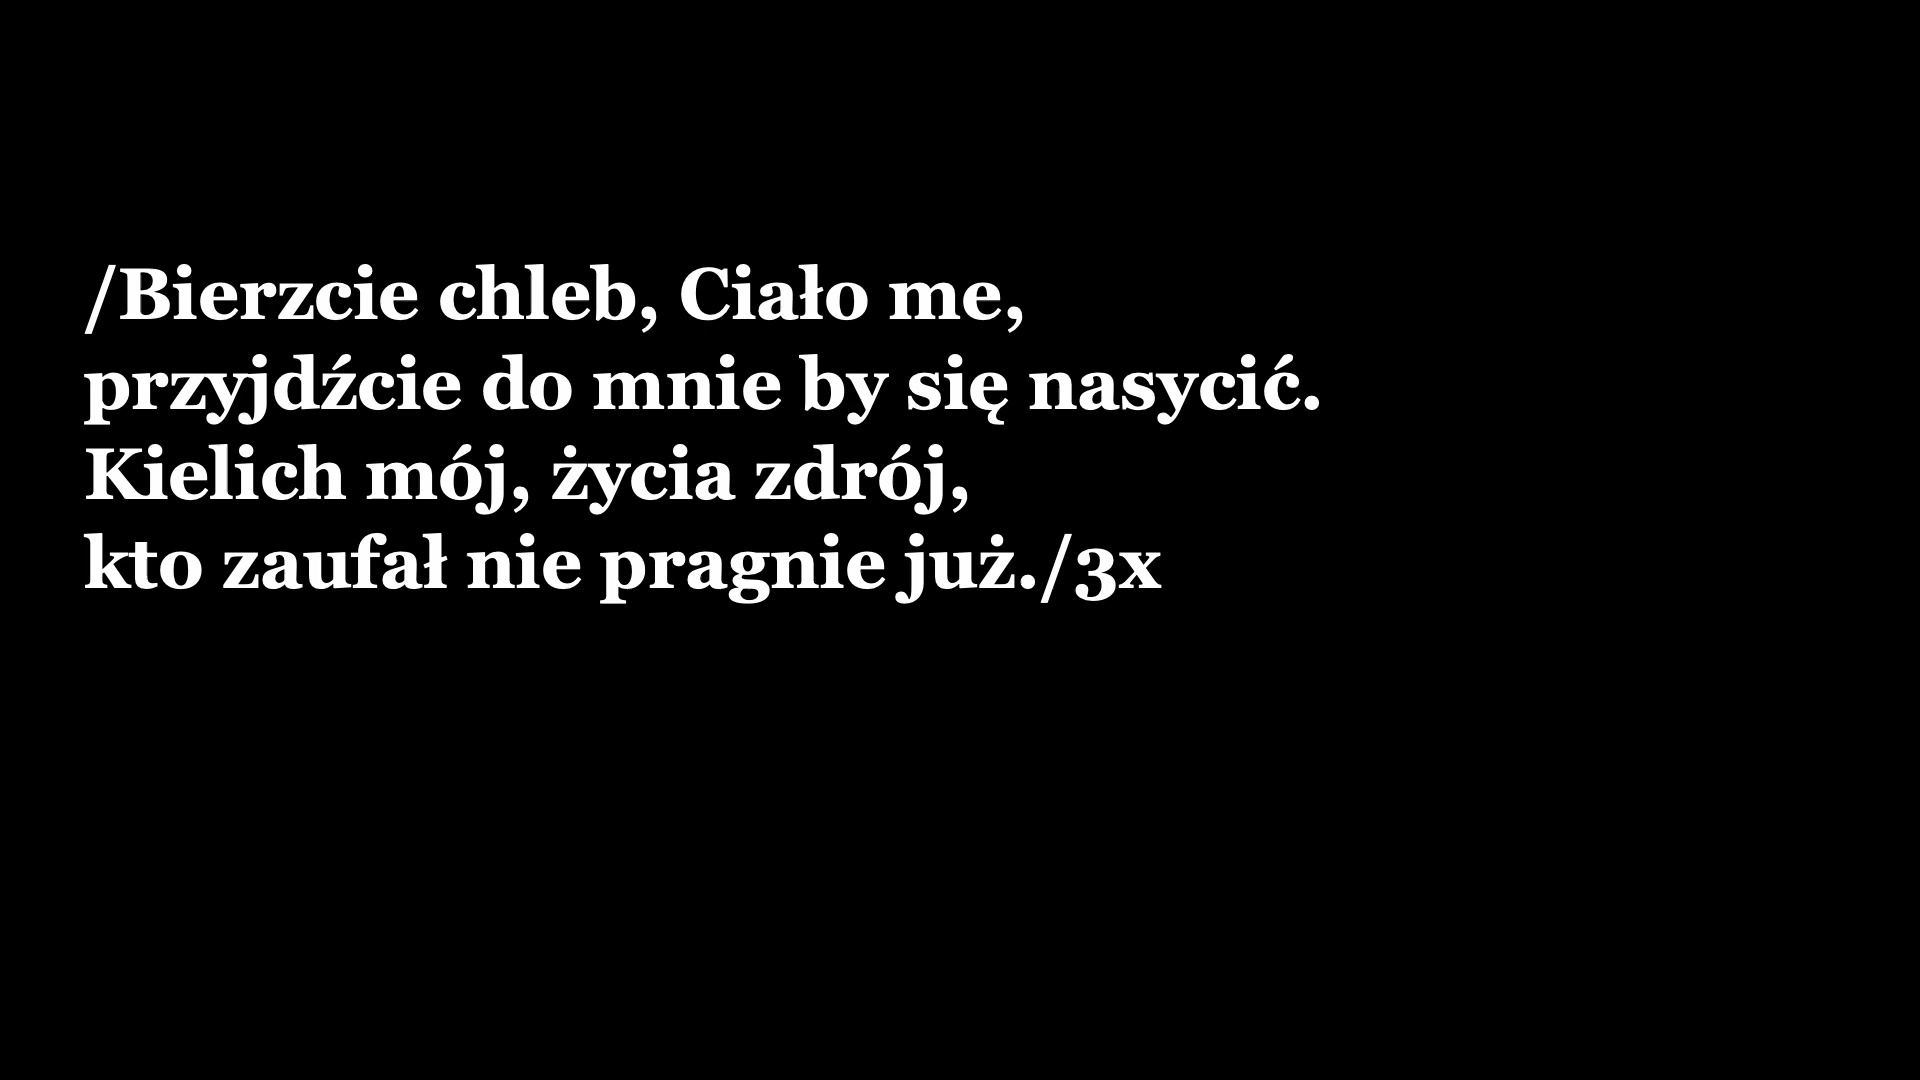 /Bierzcie chleb, Ciało me,
przyjdźcie do mnie by się nasycić.
Kielich mój, życia zdrój,
kto zaufał nie pragnie już./3x